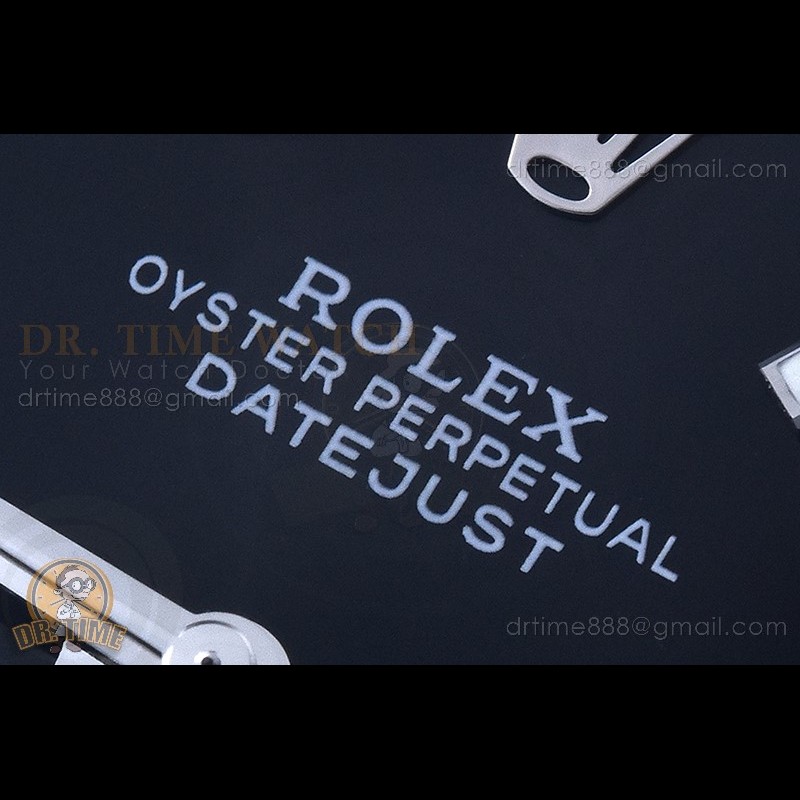 drtime888@gmail.com
ROLEX
OYSTER PERPETUAL
DATEJUST
DR. TIME WATCH
Your Watch Doct
drtime888@gmail.com
DR. TIME
drtime888@gmail.com